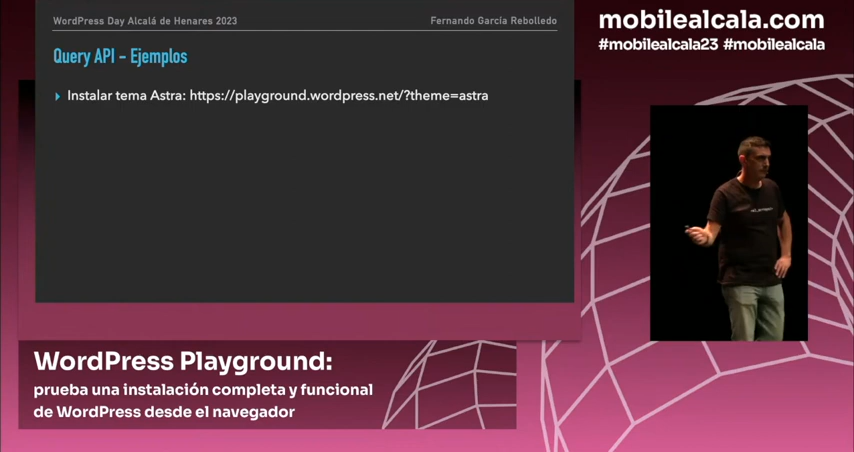 WordPress Day Alcalá de Henares 2023
Fernando García Rebolledo
Query API - Ejemplos
Instalar tema Astra: https://playground.wordpress.net/?theme=astra
mobilealcala.com
#mobilealcala23 #mobilealcala
WordPress Playground:
prueba una instalación completa y funcional
de WordPress desde el navegador